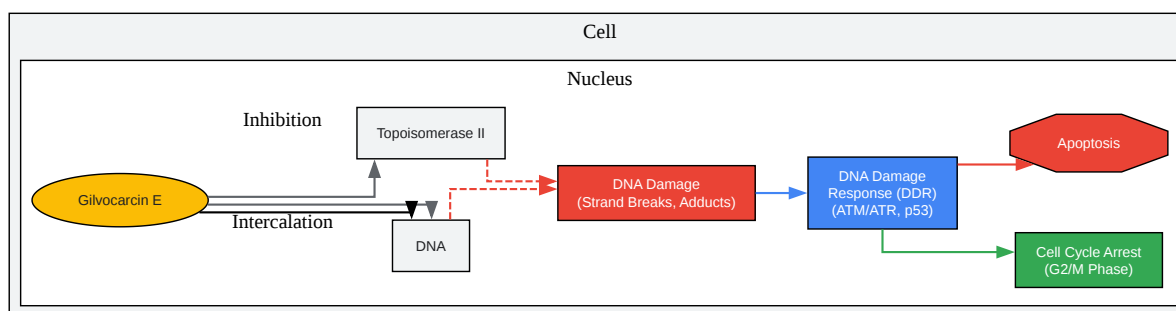 Cell
Nucleus
Inhibition
Topoisomerase II
Gilvocarcin E
Intercalation
DNA
DNA Damage
(Strand Breaks, Adducts)
DNA Damage
Response (DDR)
(ATM/ATR, p53)
Apoptosis
Cell Cycle Arrest
(G2/M Phase)